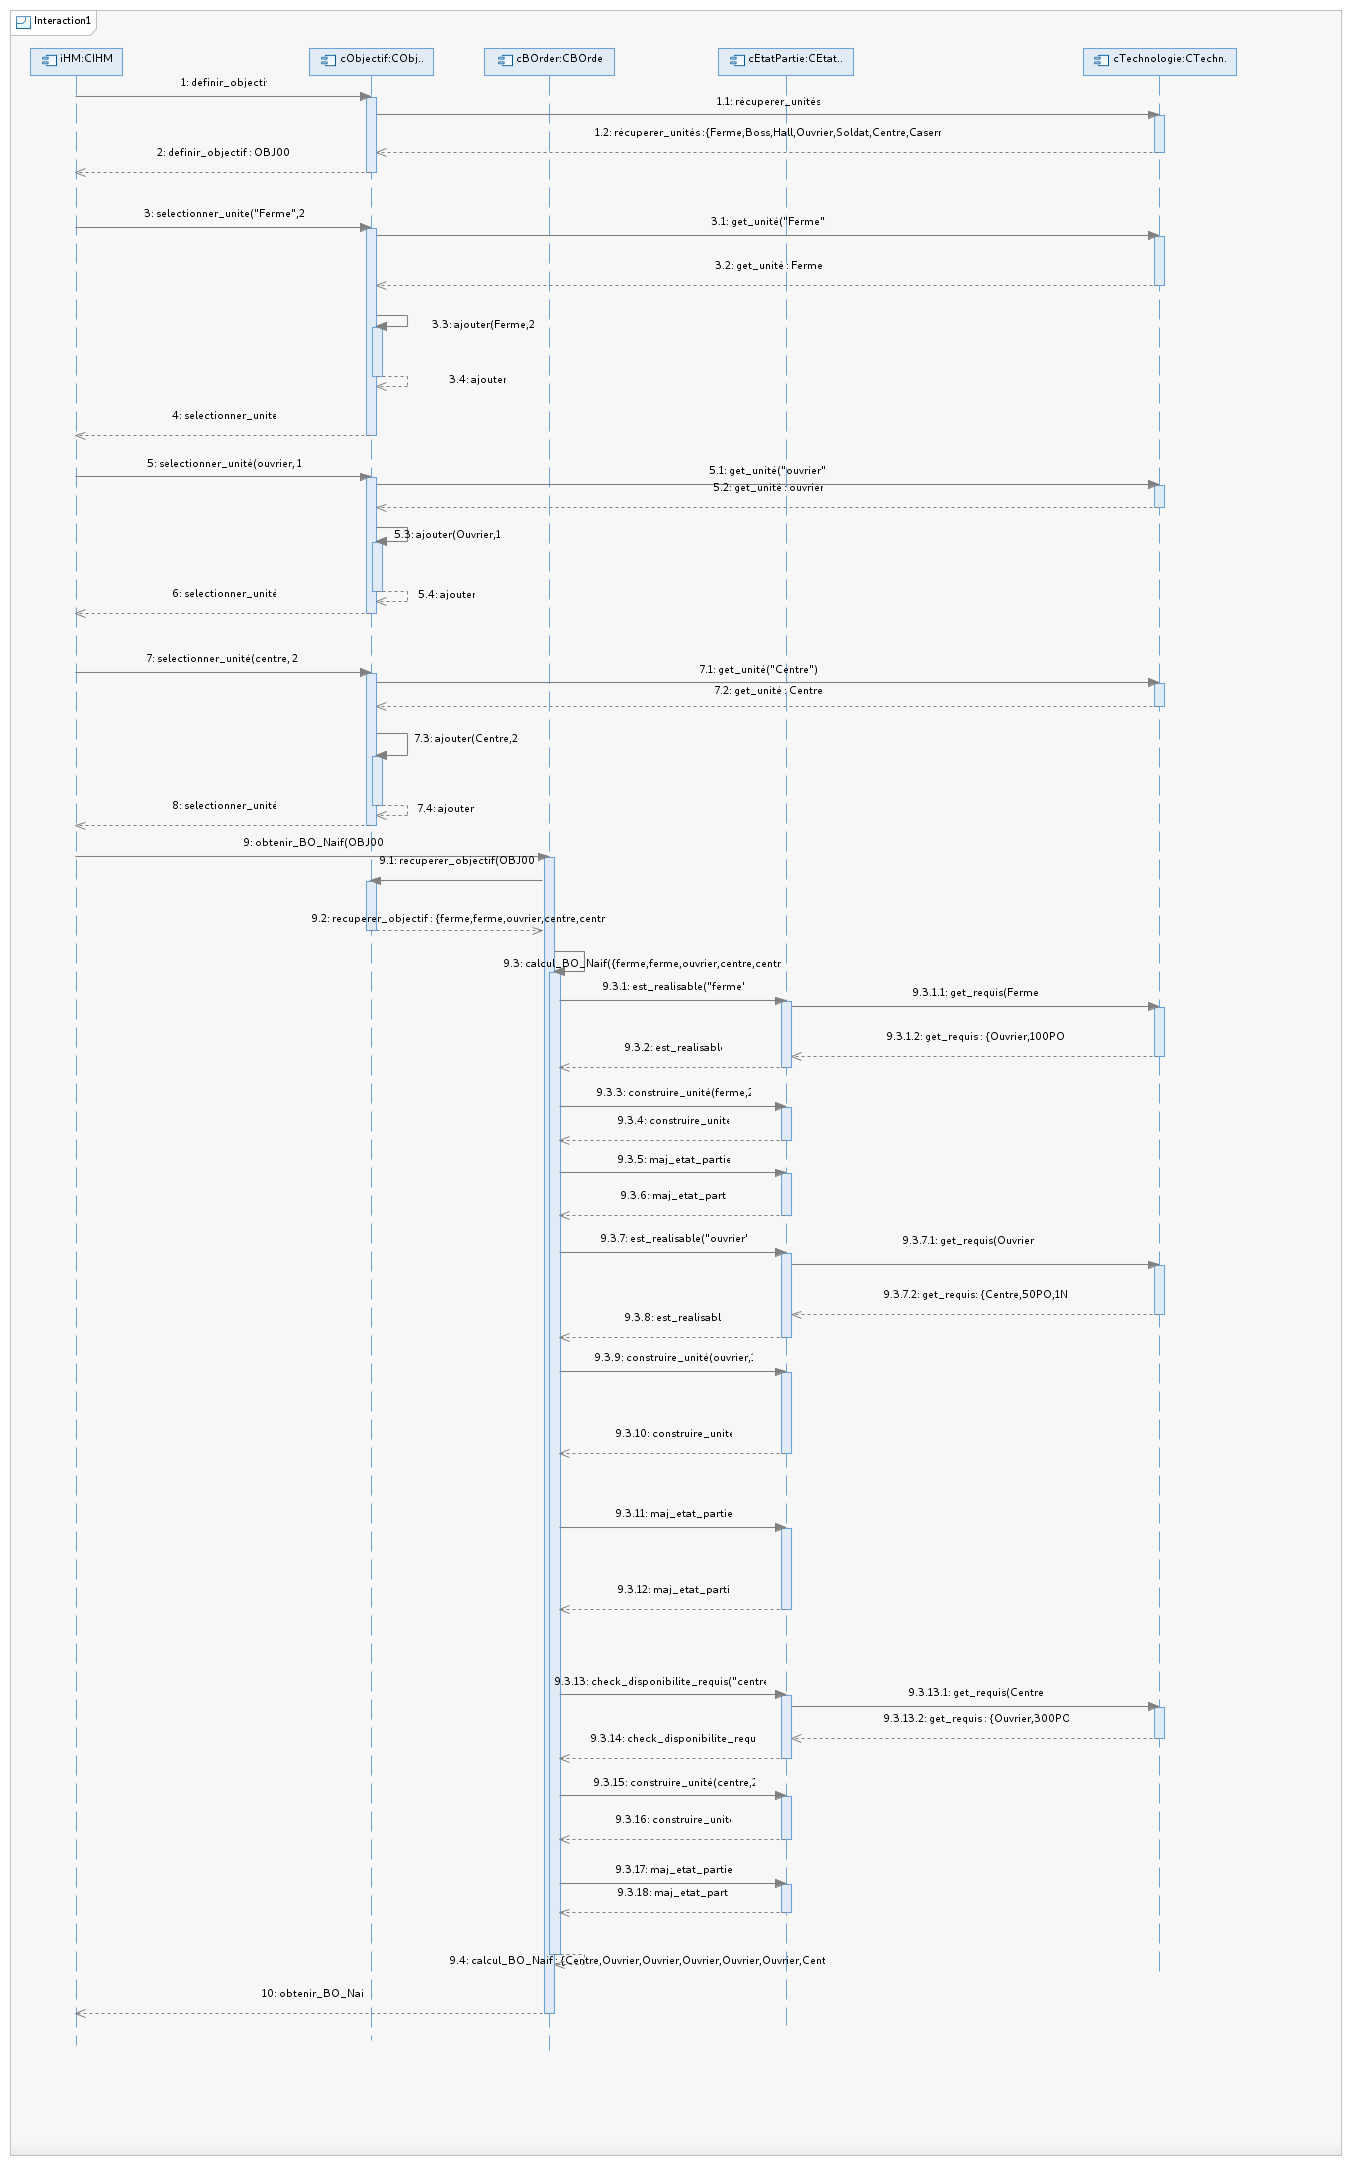 Interaction1
iHM:CIHM
cObjectif:CObj..
cBOrder:CBOrde
cEtatPartie:CEtat..
cTechnologie:CTechn.
1: definir_objecti
1.1: récuperer_unités
1.2: récuperer_unités :{Ferme,Boss,Hall,Ouvrier,Soldat,Centre,Caserr
2: definir_objectif : OBJ00
3: selectionner_unite("Ferme",2
3.1: get_unité("Ferme"
3.2: get_unité : Ferme
3.3: ajouter(Ferme,2
3.4: ajouter
4: selectionner_unite
5: selectionner_unité(ouvrier, 1
5.1: get_unité("ouvrier"
5.2: get_unité : ouvrier
5.3: ajouter(Ouvrier,1
6: selectionner_unité
5.4: ajouter
7: selectionner_unité(centre, 2
7.1: get_unité("Centre")
7.2: get_unité : Centre
7.3: ajouter(Centre,2
8: selectionner_unité
7.4: ajouter
9: obtenir_BO_Naif(OBJ00
9.1: recuperer_objectif(OBJ00
9.2: recuperer_objectif : {ferme,ferme,ouvrier,centre,centr
9.3: calcul_BO_Naif({ferme,ferme,ouvrier,centre,centr
9.3.1: est_realisable("ferme"
9.3.1.1: get_requis(Ferme
9.3.1.2: get_requis : {Ouvrier,100PO
9.3.2: est_realisabl
9.3.3: construire_unité(ferme,2
9.3.4: construire_unité
9.3.5: maj_etat_partie
9.3.6: maj_etat_part
9.3.7: est_realisable("ouvrier"
9.3.7.1: get_requis(Ouvrier
9.3.7.2: get_requis: {Centre,50PO,1N
9.3.8: est_realisabl
9.3.9: construire_unité(ouvrier,1
9.3.10: construire_unité
9.3.11: maj_etat_partie
9.3.12: maj_etat_parti
9.3.13: check_disponibilite_requis("centre
9.3.13.1: get_requis(Centre
9.3.13.2: get_requis : {Ouvrier,300PO
9.3.14: check_disponibilite_requ
9.3.15: construire_unité(centre,2
9.3.16: construire_unité
9.3.17: maj_etat_partie
9.3.18: maj_etat_part
9.4: calcul_BO_Naif : {Centre,Ouvrier,Ouvrier,Ouvrier,Ouvrier,Ouvrier,Cent
10: obtenir_BO_Nai